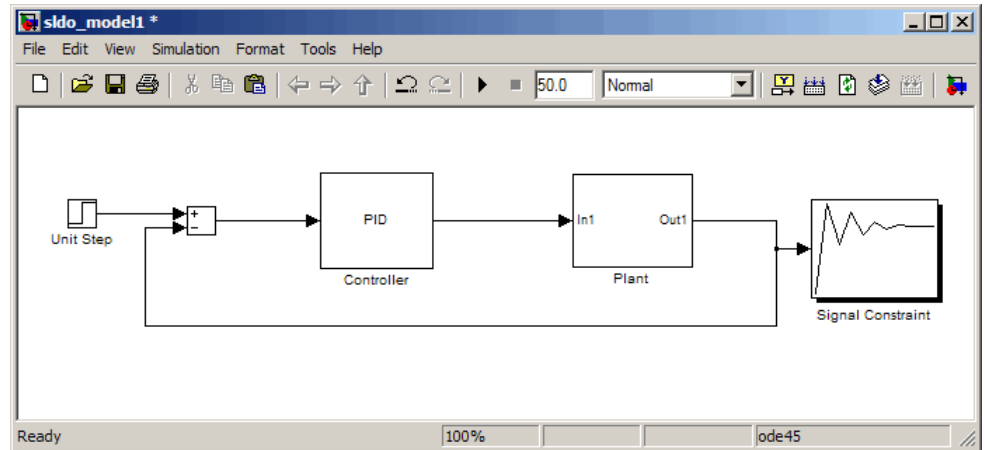 sldo_model1 *
File Edit View Simulation Format Tools Help
50.0 Normal
Unit Step
+
−
PID
Controller
In1 Out1
Plant
Signal Constraint
Ready 100% ode45